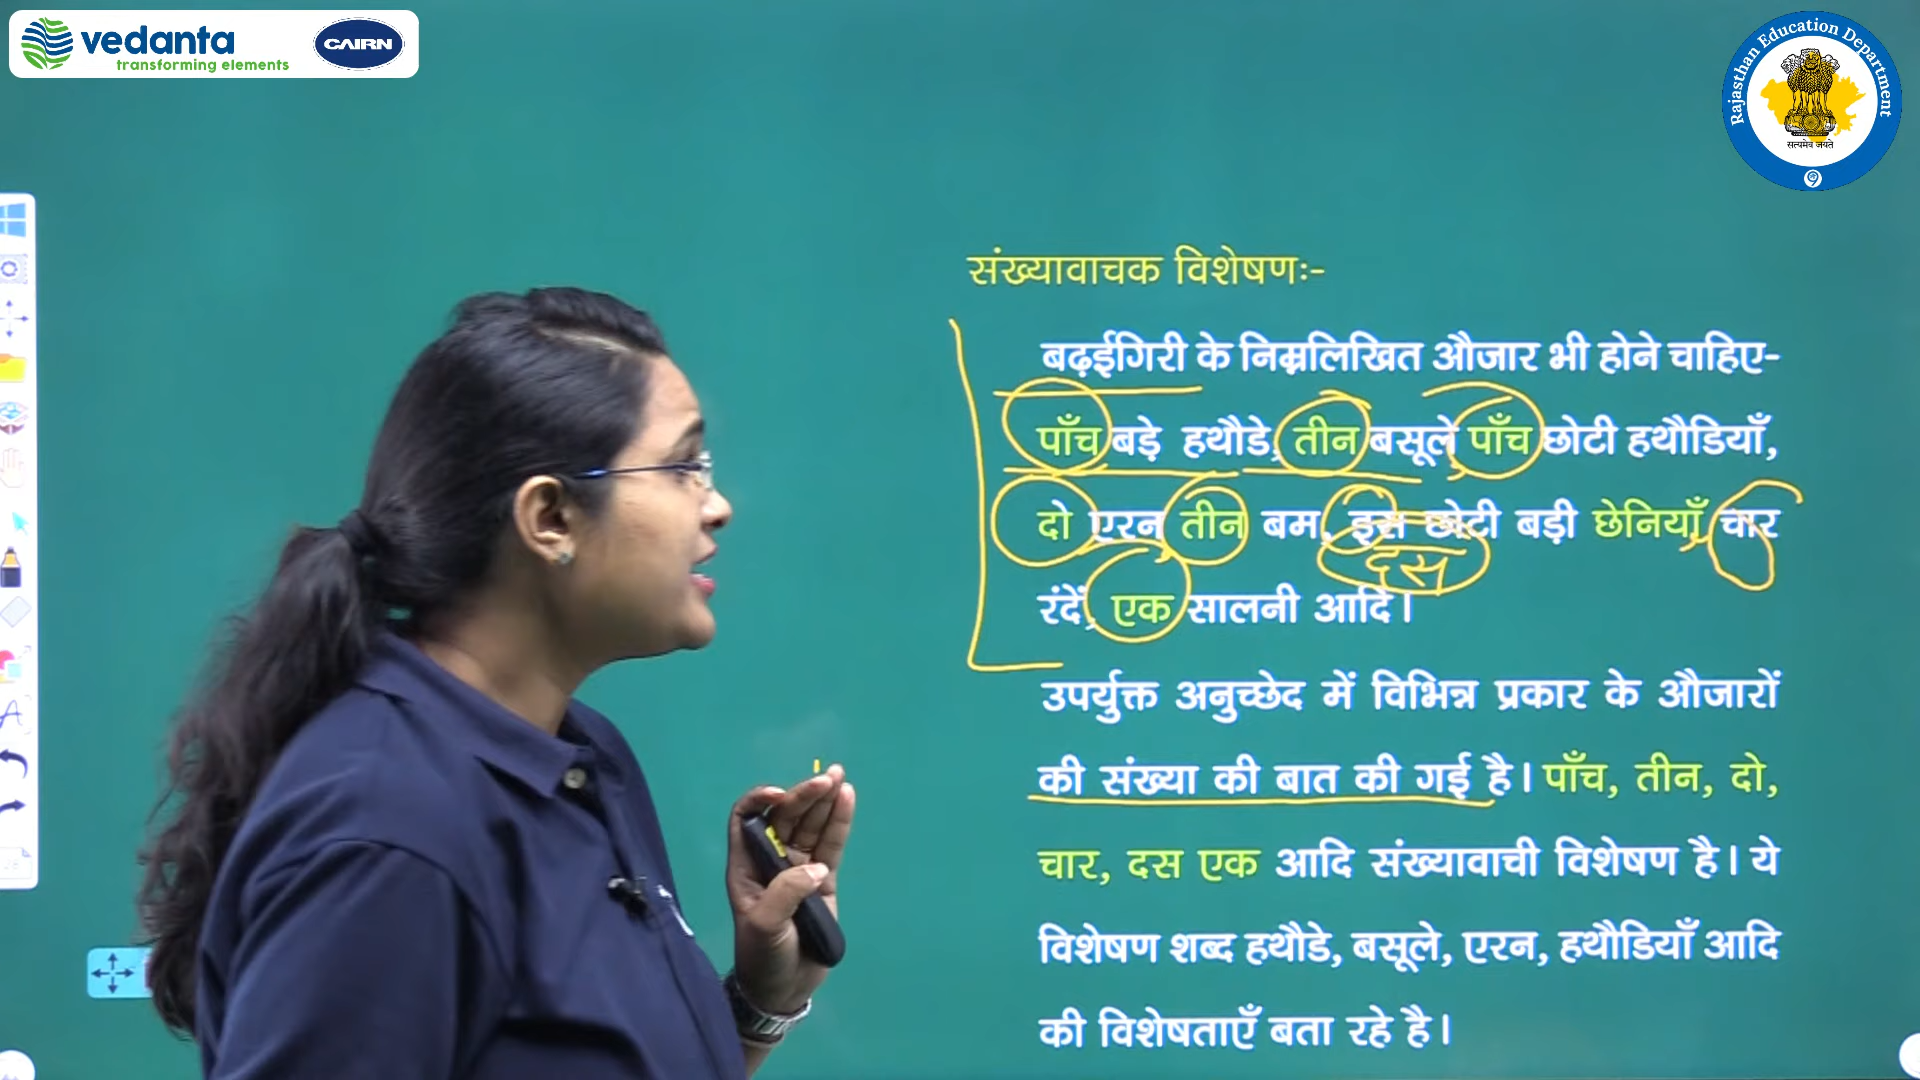 vedanta
transforming elements
CAIRN
Rajasthan Education Department
सत्यमेव जयते
संख्यावाचक विशेषणः-
बढ़ईगिरी के निम्नलिखित औजार भी होने चाहिए-
पाँच बड़े हथौडे, तीन बसूले, पाँच छोटी हथौडियाँ,
दो एरन, तीन बम, इस छोटी बड़ी छेनियाँ, चार
दस
रंदें, एक सालनी आदि।
उपर्युक्त अनुच्छेद में विभिन्न प्रकार के औजारों
की संख्या की बात की गई है। पाँच, तीन, दो,
चार, दस एक आदि संख्यावाची विशेषण है। ये
विशेषण शब्द हथौडे, बसूले, एरन, हथौडियाँ आदि
की विशेषताएँ बता रहे है।